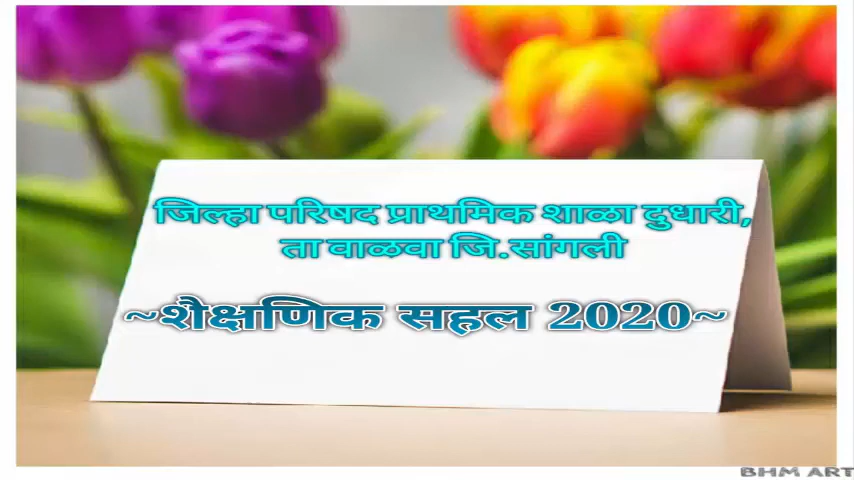 जिल्हा परिषद प्राथमिक शाळा दुधारी,
ता वाळवा जि.सांगली
~शैक्षणिक सहल 2020~
BHM ART